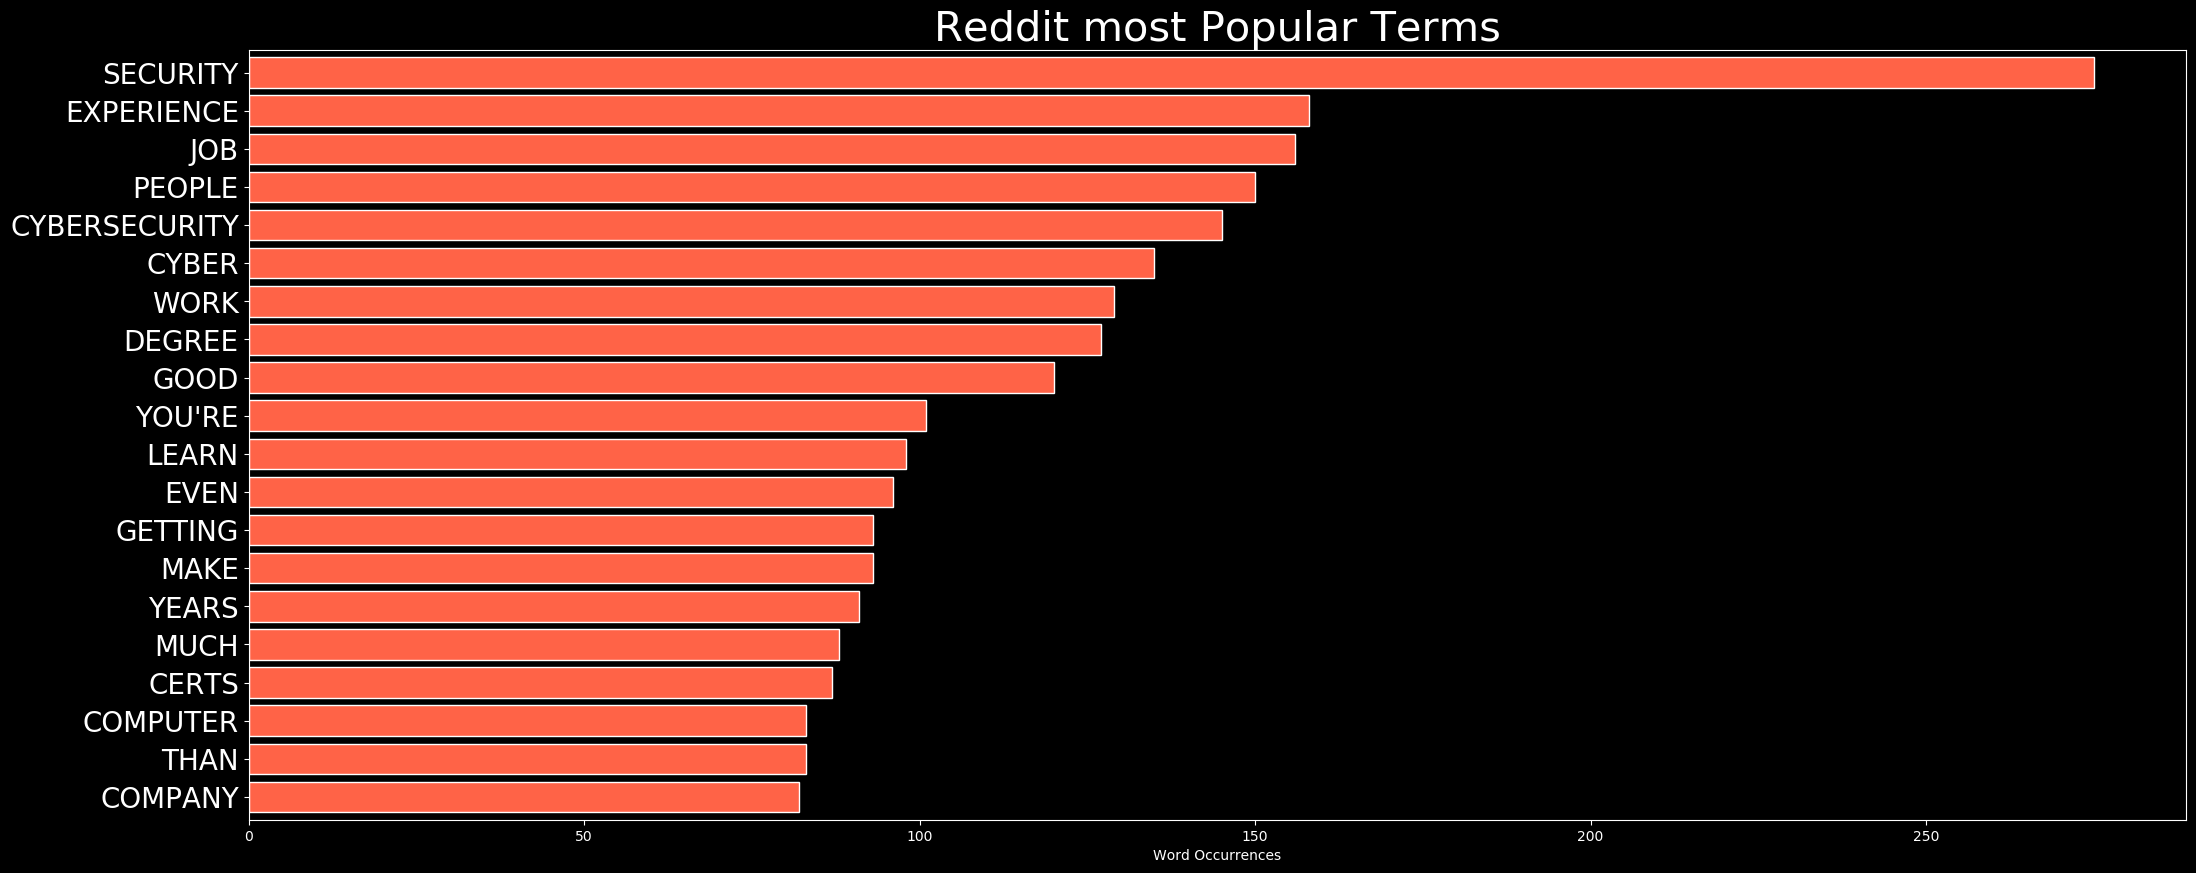 Reddit most Popular Terms
SECURITY
EXPERIENCE
JOB
PEOPLE
CYBERSECURITY
CYBER
WORK
DEGREE
GOOD
YOU'RE
LEARN
EVEN
GETTING
MAKE
YEARS
MUCH
CERTS
COMPUTER
THAN
COMPANY
0 50 100 150 200 250
Word Occurrences